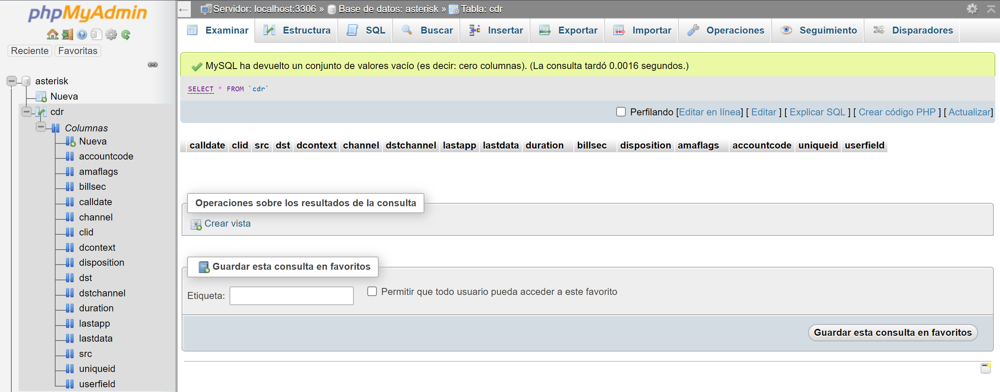 phpMyAdmin
Reciente Favoritas
asterisk
Nueva
cdr
Columnas
Nueva
accountcode
amaflags
billsec
calldate
channel
clid
dcontext
disposition
dst
dstchannel
duration
lastapp
lastdata
src
uniqueid
userfield
← Servidor: localhost:3306 » Base de datos: asterisk » Tabla: cdr
Examinar Estructura SQL Buscar Insertar Exportar Importar Operaciones Seguimiento Disparadores
MySQL ha devuelto un conjunto de valores vacío (es decir: cero columnas). (La consulta tardó 0.0016 segundos.)
SELECT * FROM `cdr`
Perfilando [Editar en línea] [ Editar ] [ Explicar SQL ] [ Crear código PHP ] [ Actualizar]
calldate clid src dst dcontext channel dstchannel lastapp lastdata duration billsec disposition amaflags accountcode uniqueid userfield
Operaciones sobre los resultados de la consulta
Crear vista
Guardar esta consulta en favoritos
Etiqueta: Permitir que todo usuario pueda acceder a este favorito
Guardar esta consulta en favoritos